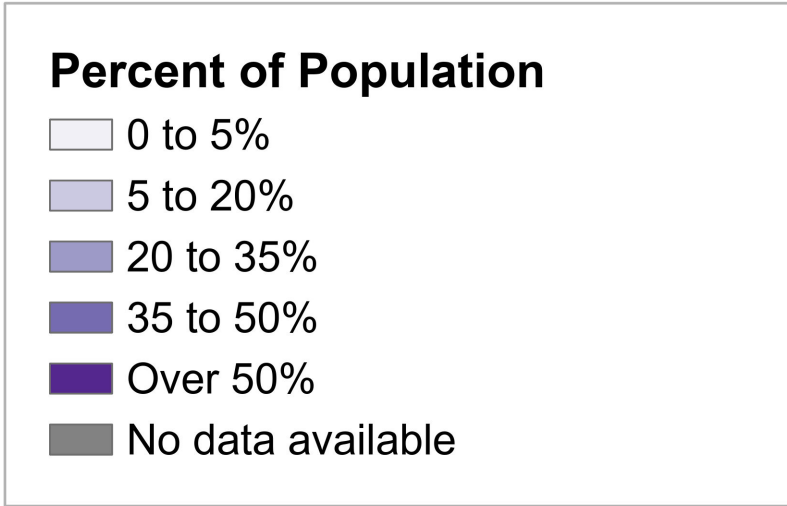 Percent of Population
0 to 5%
5 to 20%
20 to 35%
35 to 50%
Over 50%
No data available